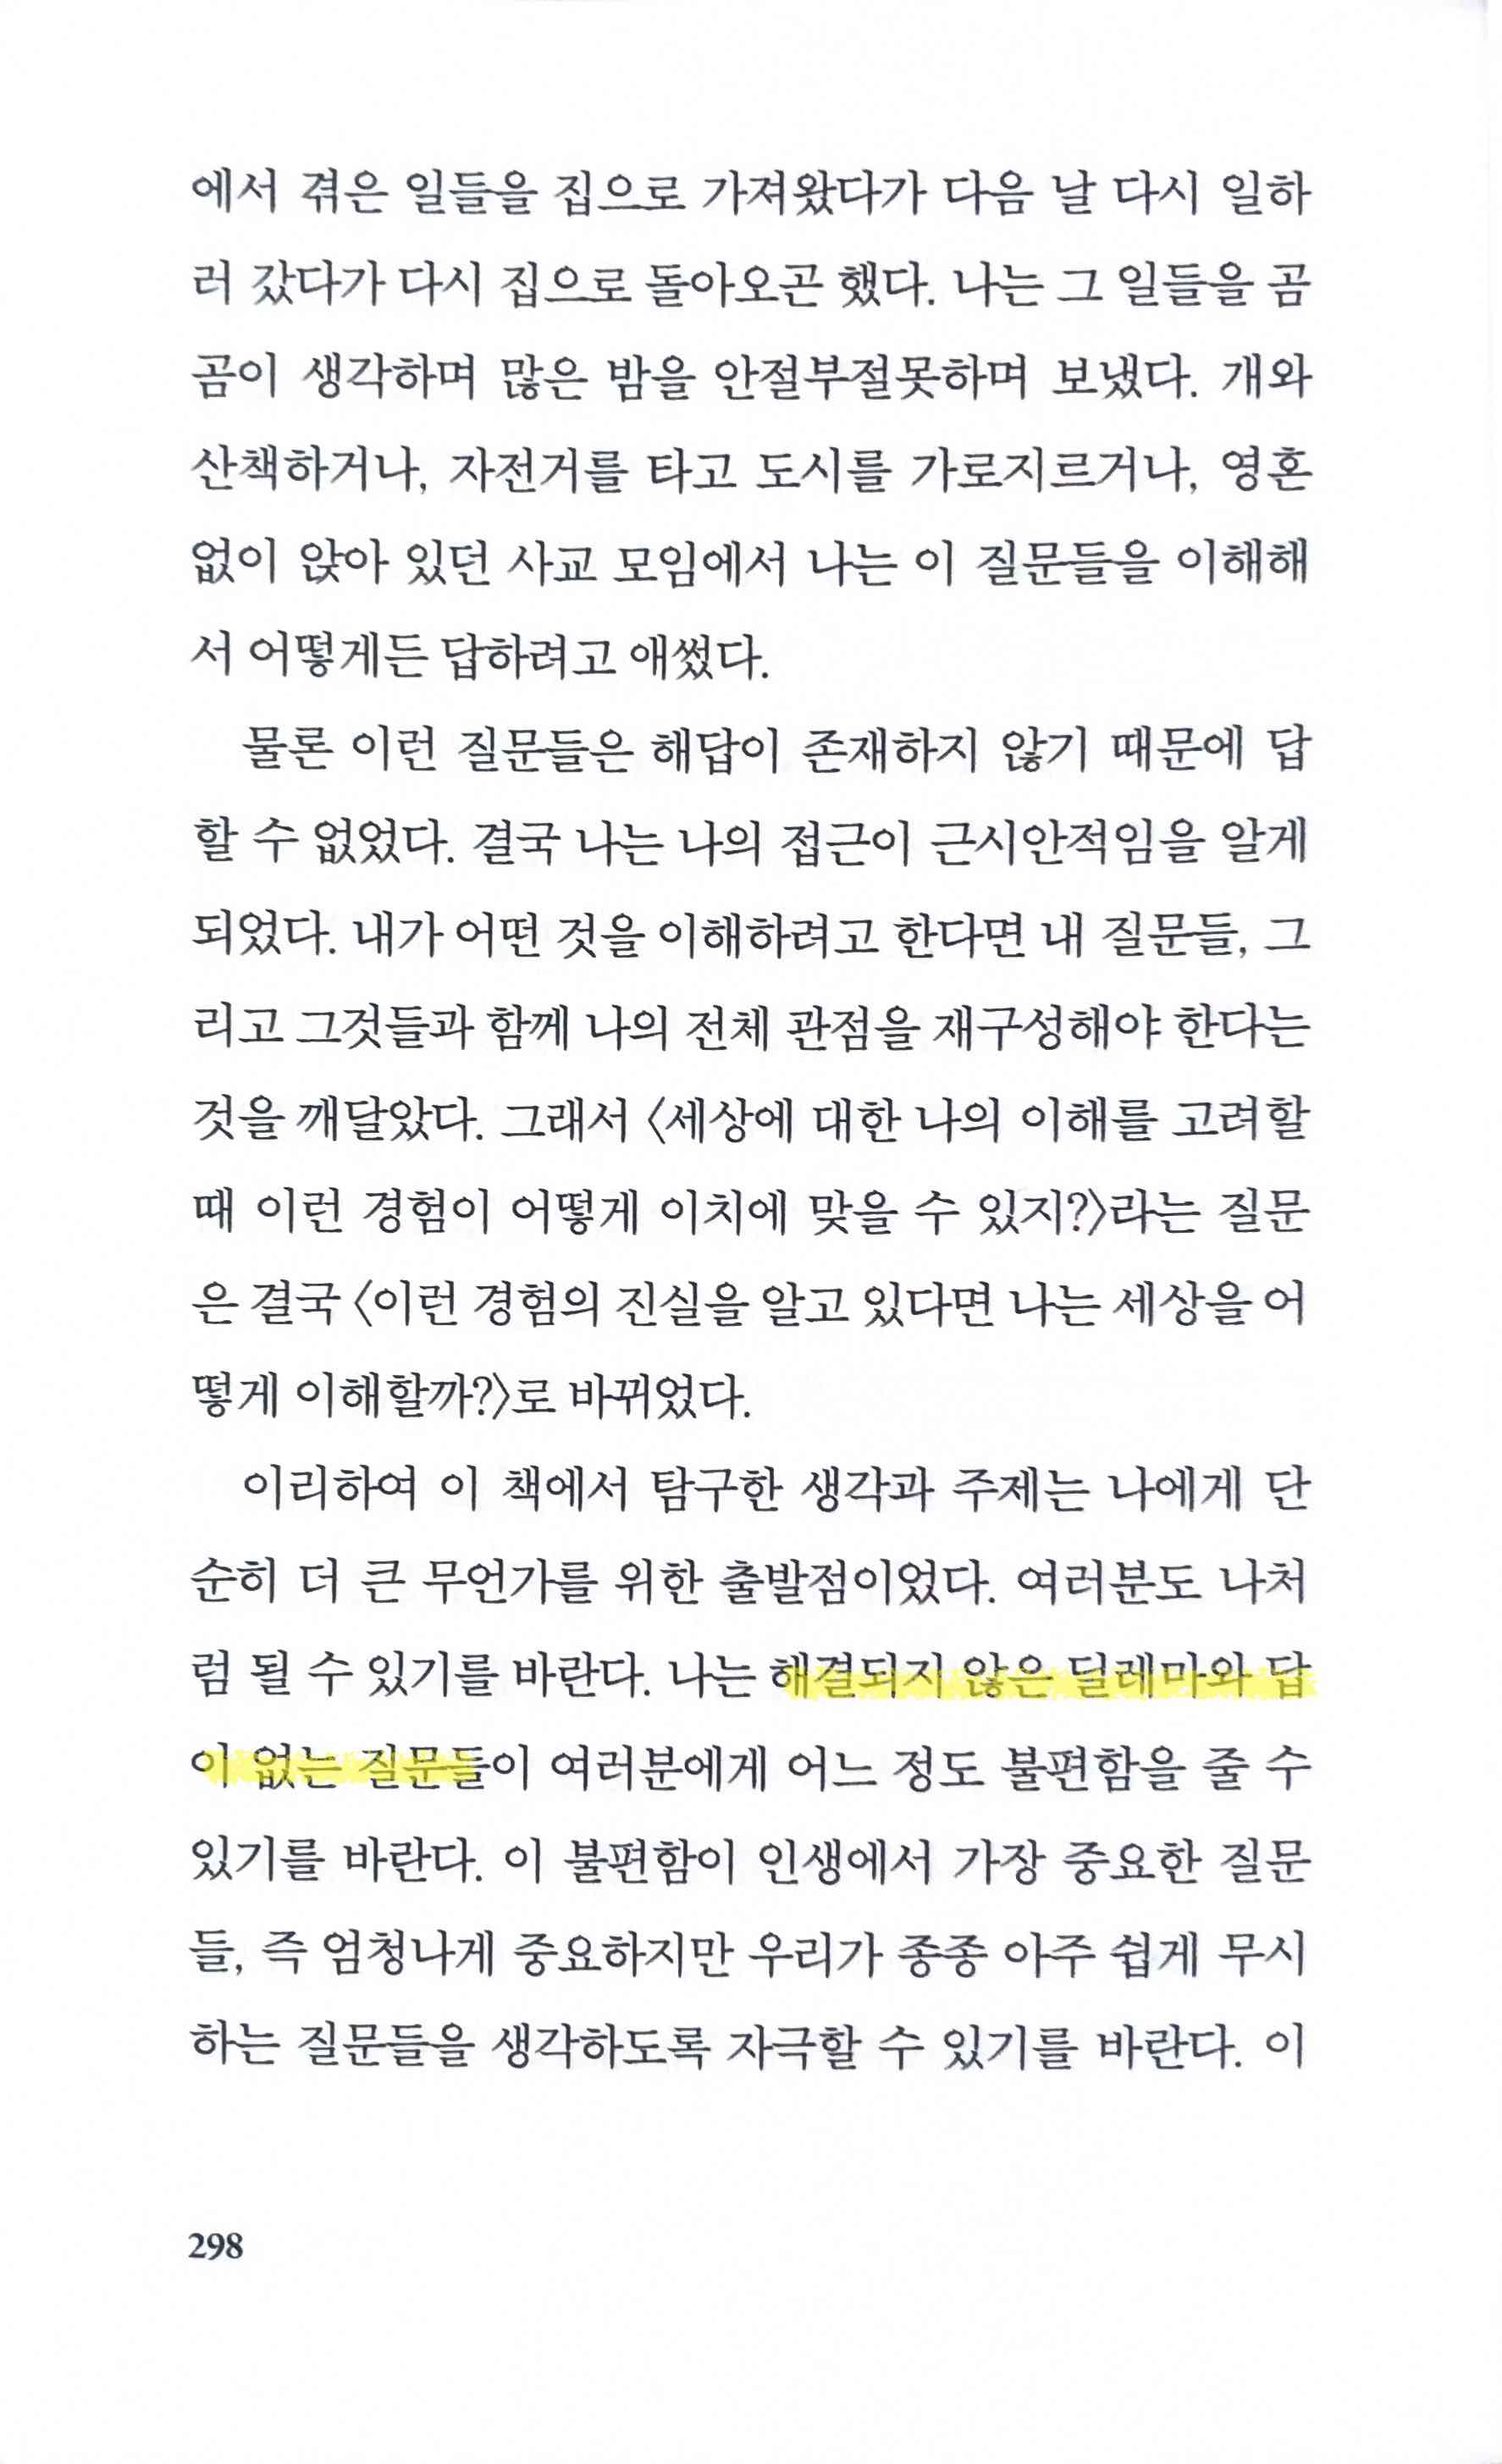 에서 겪은 일들을 집으로 가져왔다가 다음 날 다시 일하
러 갔다가 다시 집으로 돌아오곤 했다. 나는 그 일들을 곰
곰이 생각하며 많은 밤을 안절부절못하며 보냈다. 개와
산책하거나, 자전거를 타고 도시를 가로지르거나, 영혼
없이 앉아 있던 사교 모임에서 나는 이 질문들을 이해해
서 어떻게든 답하려고 애썼다.
물론 이런 질문들은 해답이 존재하지 않기 때문에 답
할 수 없었다. 결국 나는 나의 접근이 근시안적임을 알게
되었다. 내가 어떤 것을 이해하려고 한다면 내 질문들, 그
리고 그것들과 함께 나의 전체 관점을 재구성해야 한다는
것을 깨달았다. 그래서 〈세상에 대한 나의 이해를 고려할
때 이런 경험이 어떻게 이치에 맞을 수 있지?〉라는 질문
은 결국 〈이런 경험의 진실을 알고 있다면 나는 세상을 어
떻게 이해할까?〉로 바뀌었다.
이리하여 이 책에서 탐구한 생각과 주제는 나에게 단
순히 더 큰 무언가를 위한 출발점이었다. 여러분도 나처
럼 될 수 있기를 바란다. 나는 해결되지 않은 딜레마와 답
이 없는 질문들이 여러분에게 어느 정도 불편함을 줄 수
있기를 바란다. 이 불편함이 인생에서 가장 중요한 질문
들, 즉 엄청나게 중요하지만 우리가 종종 아주 쉽게 무시
하는 질문들을 생각하도록 자극할 수 있기를 바란다. 이
298